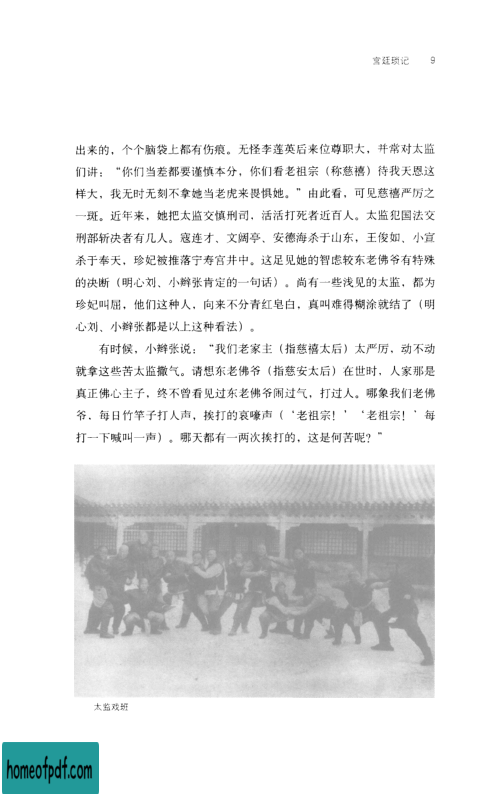 宫廷琐记 9
出来的，个个脑袋上都有伤痕。无怪李莲英后来位尊职大，并常对太监
们讲：“你们当差都要谨慎本分，你们看老祖宗（称慈禧）待我天恩这
样大，我无时无刻不拿她当老虎来畏惧她。”由此看，可见慈禧严厉之
一斑。近年来，她把太监交慎刑司，活活打死者近百人。太监犯国法交
刑部斩决者有几人。寇连才、文阔亭、安德海杀于山东，王俊如、小宣
杀于奉天，珍妃被推落宁寿宫井中。这足见她的智虑较东老佛爷有特殊
的决断（明心刘、小辫张肯定的一句话）。尚有一些浅见的太监，都为
珍妃叫屈，他们这种人，向来不分青红皂白，真叫难得糊涂就结了（明
心刘、小辫张都是以上这种看法）。
有时候，小辫张说：“我们老家主（指慈禧太后）太严厉，动不动
就拿这些苦太监撒气。请想东老佛爷（指慈安太后）在世时，人家那是
真正佛心主子，终不曾看见过东老佛爷闹过气，打过人。哪象我们老佛
爷，每日竹竿子打人声，挨打的哀嚎声（‘老祖宗！’‘老祖宗！’每
打一下喊叫一声）。哪天都有一两次挨打的，这是何苦呢？”
太监戏班
homeofpdf.com